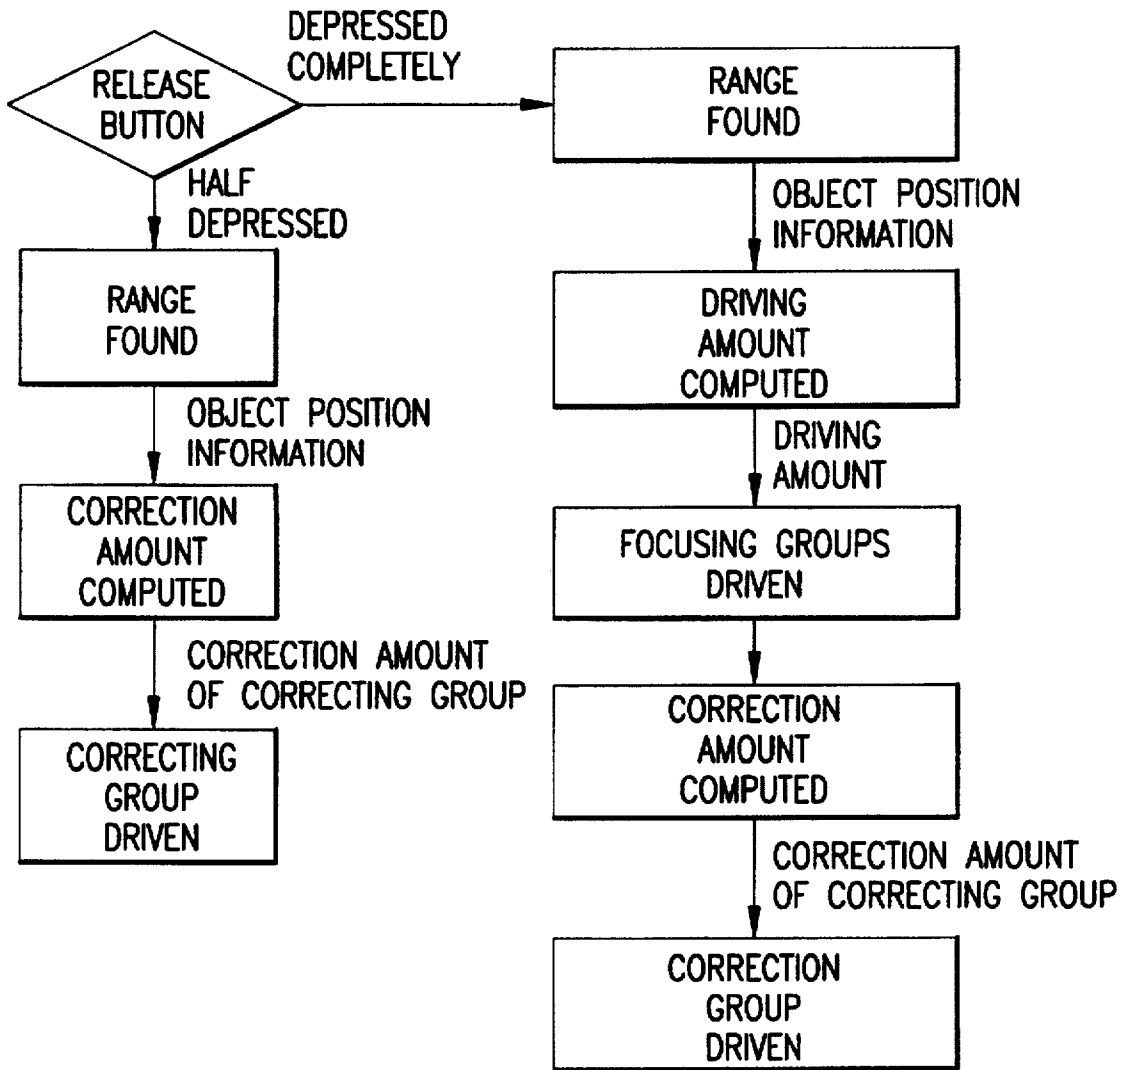 RELEASE
BUTTON
DEPRESSED
COMPLETELY
HALF
DEPRESSED
RANGE
FOUND
OBJECT POSITION
INFORMATION
CORRECTION
AMOUNT
COMPUTED
CORRECTION AMOUNT
OF CORRECTING GROUP
CORRECTING
GROUP
DRIVEN
RANGE
FOUND
OBJECT POSITION
INFORMATION
DRIVING
AMOUNT
COMPUTED
DRIVING
AMOUNT
FOCUSING GROUPS
DRIVEN
CORRECTION
AMOUNT
COMPUTED
CORRECTION AMOUNT
OF CORRECTING GROUP
CORRECTION
GROUP
DRIVEN